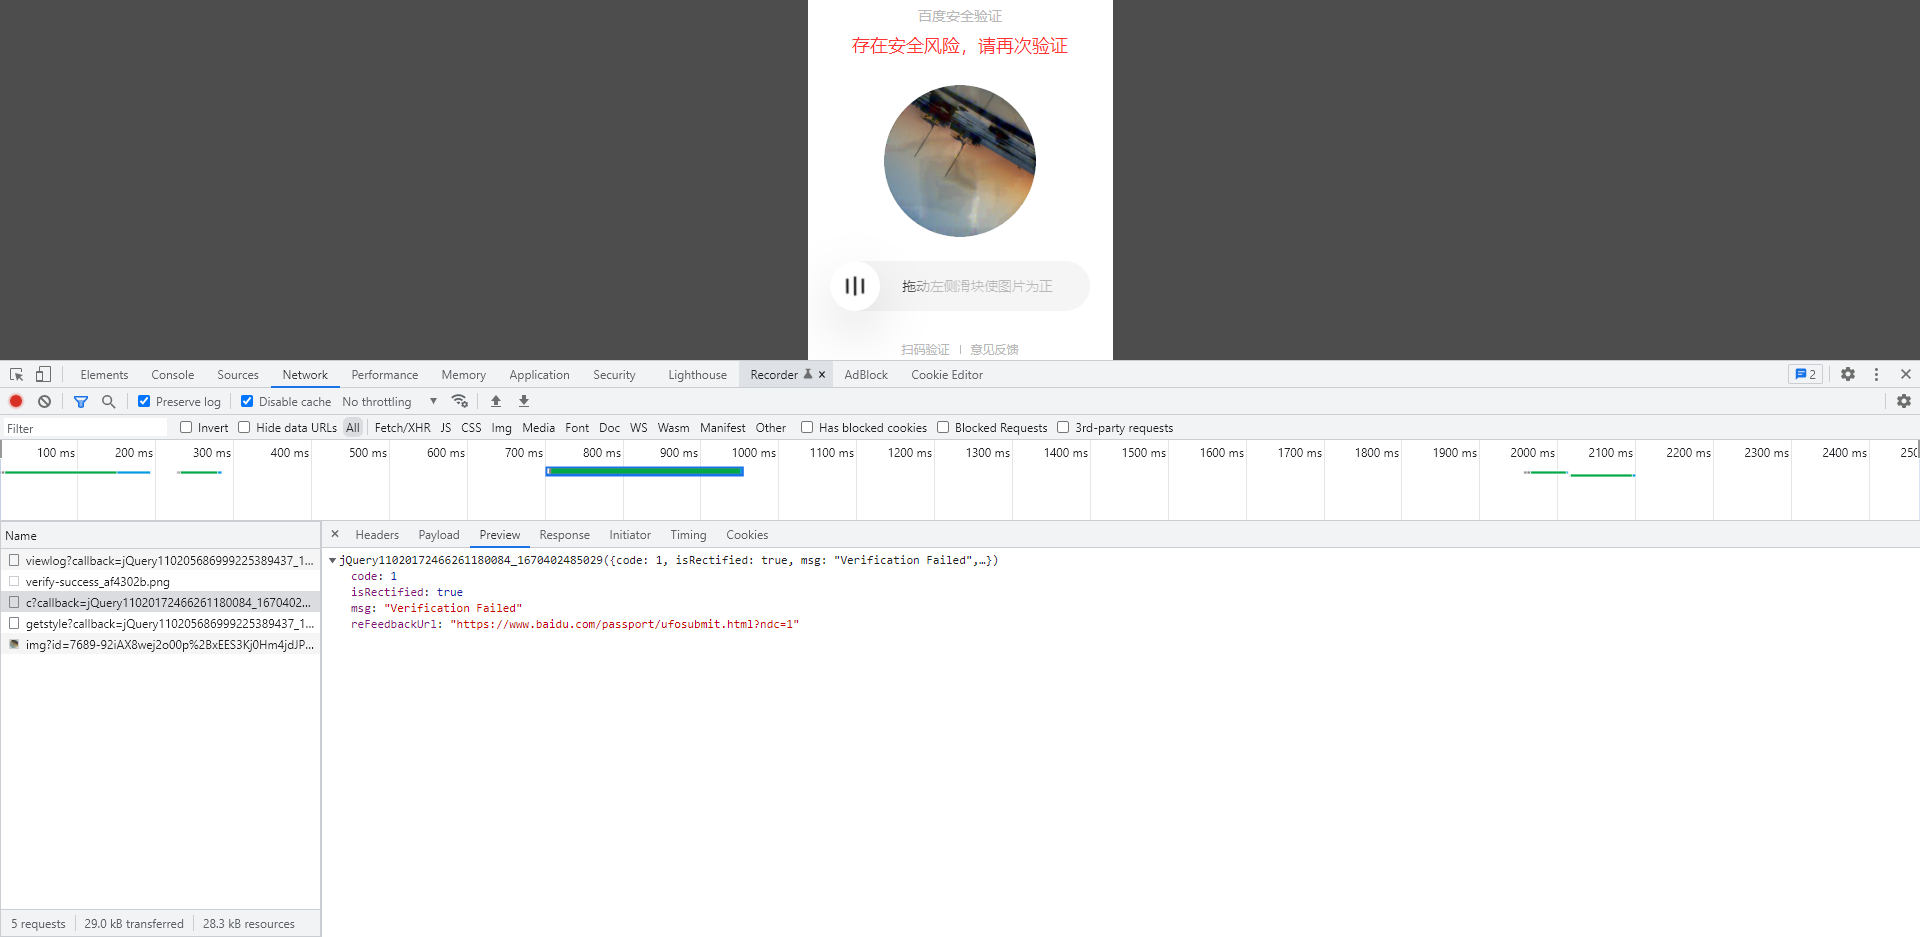 百度安全验证
存在安全风险，请再次验证
拖动左侧滑块使图片为正
扫码验证 | 意见反馈
Elements Console Sources Network Performance Memory Application Security Lighthouse Recorder AdBlock Cookie Editor 2
Preserve log Disable cache No throttling
Filter Invert Hide data URLs All Fetch/XHR JS CSS Img Media Font Doc WS Wasm Manifest Other Has blocked cookies Blocked Requests 3rd-party requests
100 ms 200 ms 300 ms 400 ms 500 ms 600 ms 700 ms 800 ms 900 ms 1000 ms 1100 ms 1200 ms 1300 ms 1400 ms 1500 ms 1600 ms 1700 ms 1800 ms 1900 ms 2000 ms 2100 ms 2200 ms 2300 ms 2400 ms
Name
viewlog?callback=jQuery110205686999225389437_1...
verify-success_af4302b.png
c?callback=jQuery11020172466261180084_1670402...
getstyle?callback=jQuery110205686999225389437_1...
img?id=7689-92iAX8wej2o00p%2BxEES3Kj0Hm4jdJP...
5 requests 29.0 kB transferred 28.3 kB resources
Headers Payload Preview Response Initiator Timing Cookies
jQuery11020172466261180084_1670402485029({code: 1, isRectified: true, msg: "Verification Failed",…})
code: 1
isRectified: true
msg: "Verification Failed"
reFeedbackUrl: "https://www.baidu.com/passport/ufosubmit.html?ndc=1"